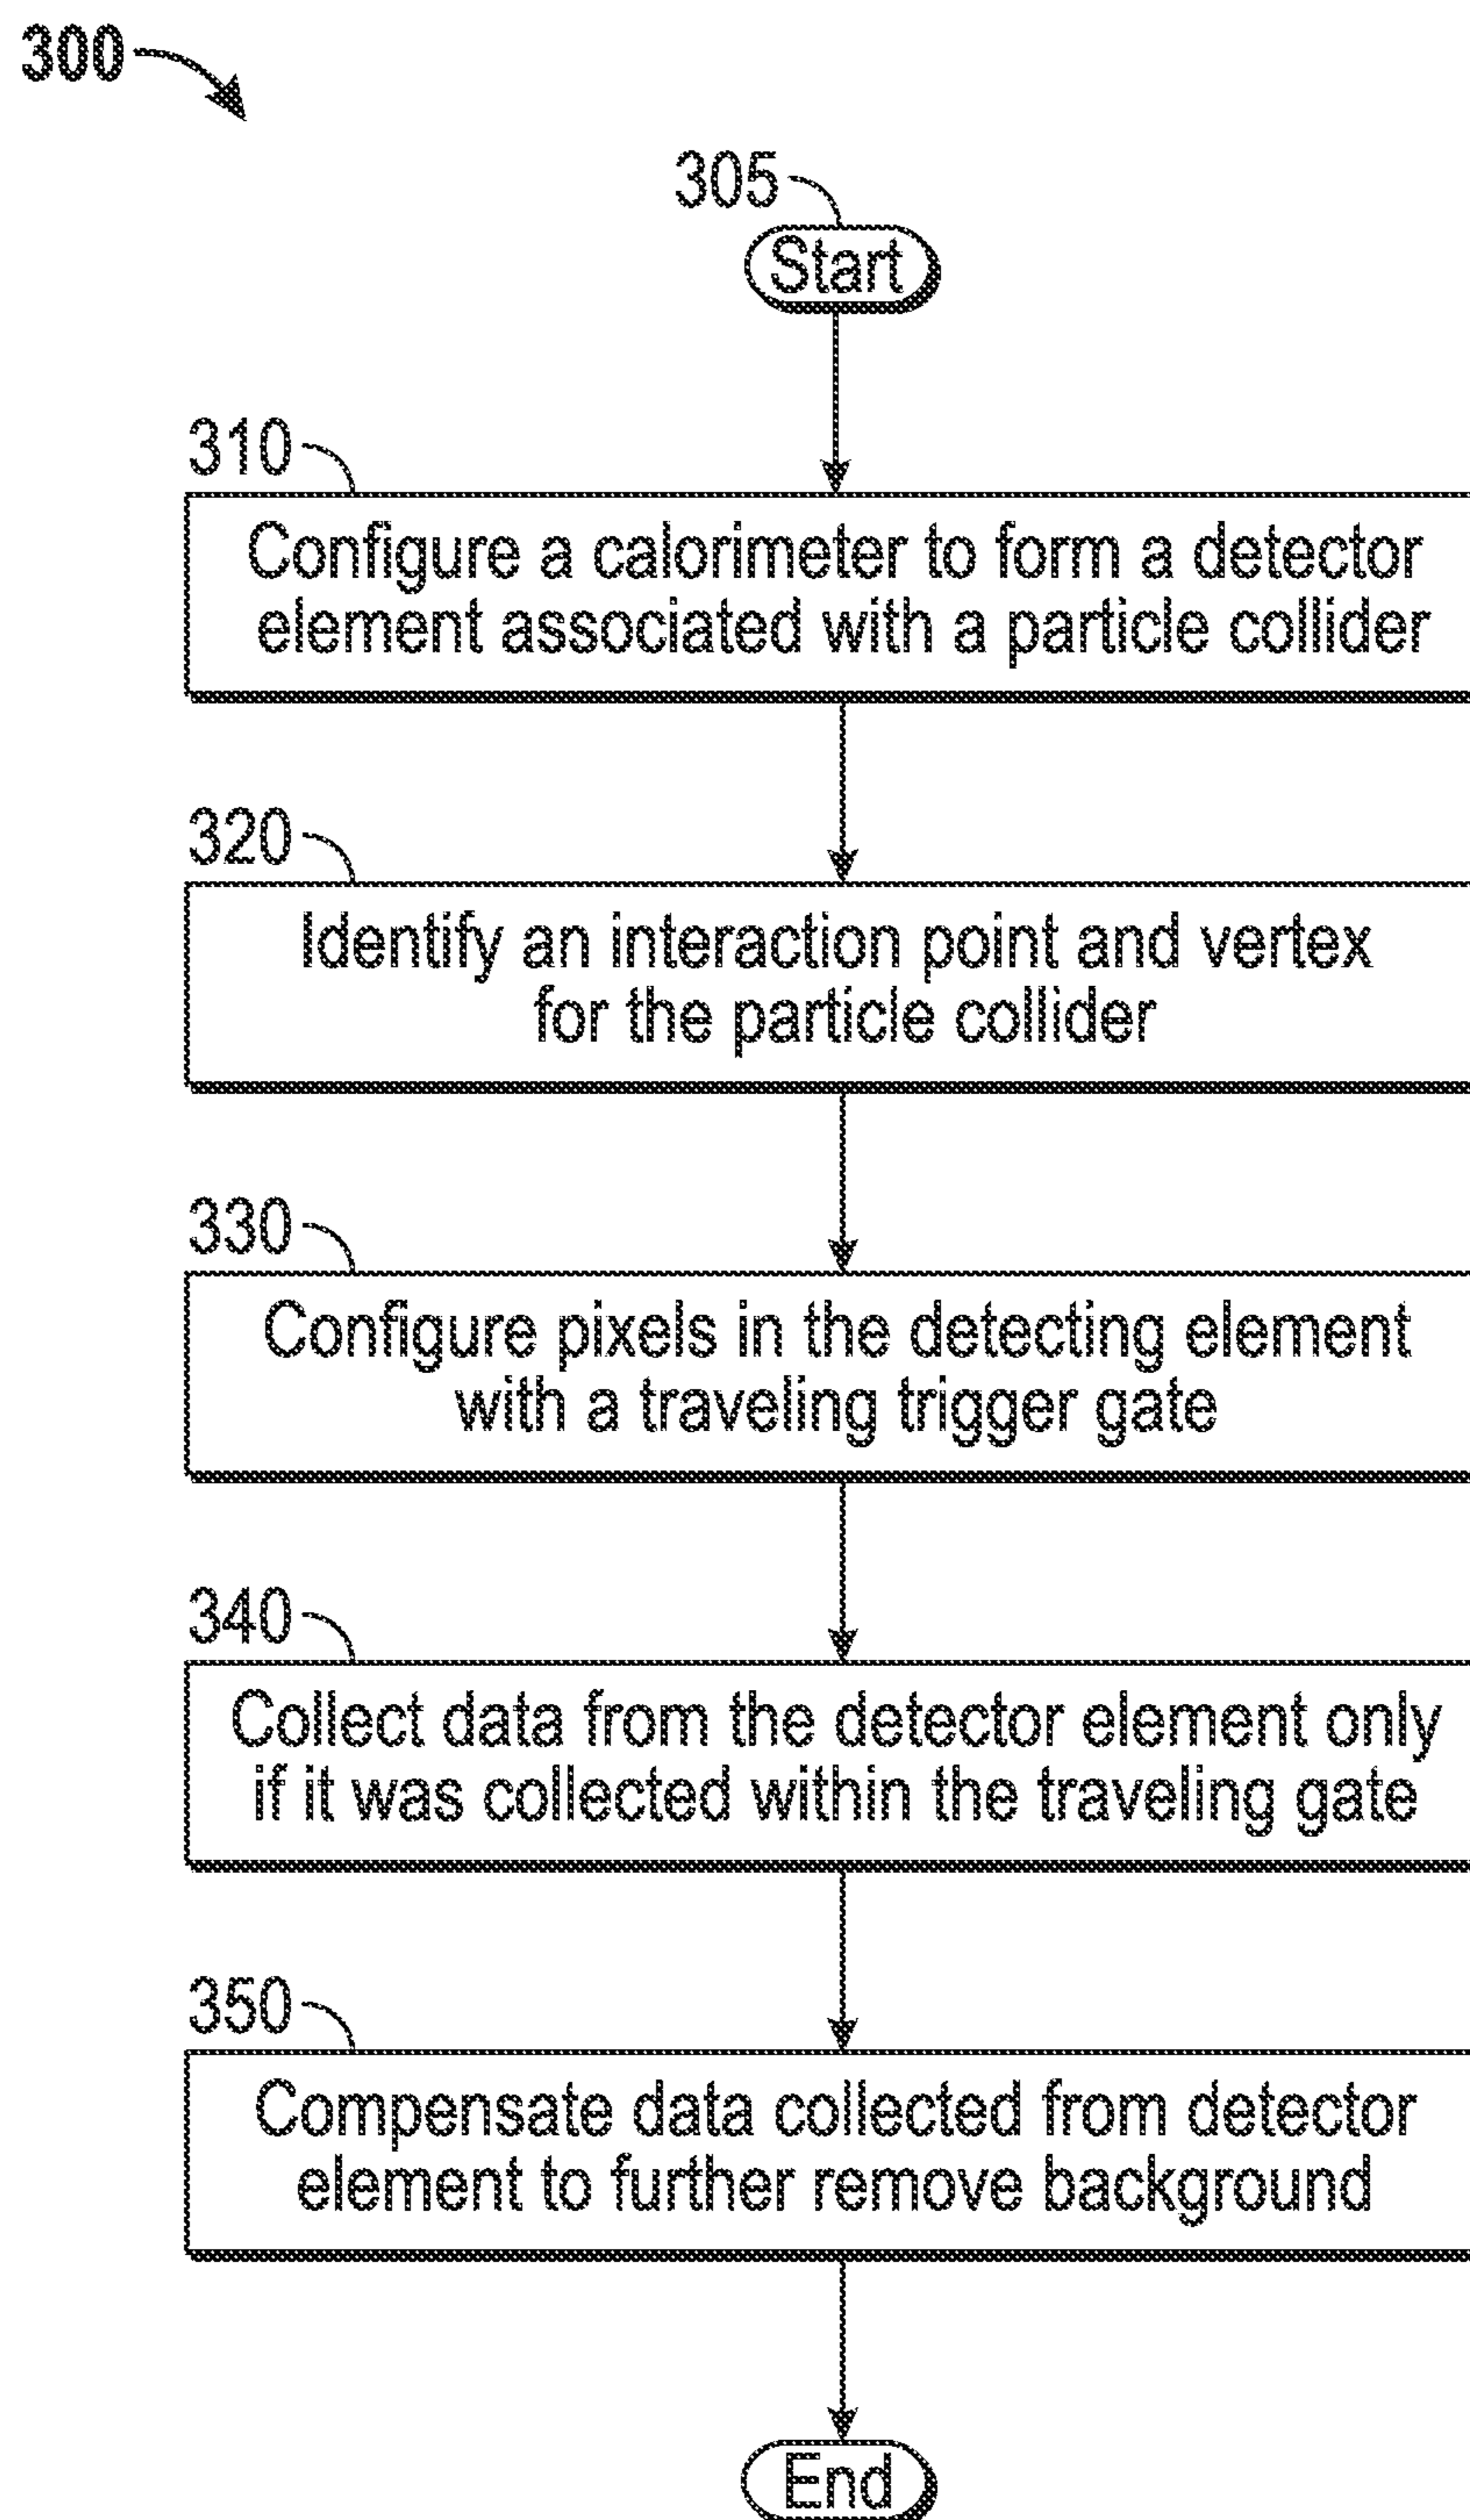 300
305
Start
310
Configure a calorimeter to form a detector
element associated with a particle collider
320
Identify an interaction point and vertex
for the particle collider
330
Configure pixels in the detecting element
with a traveling trigger gate
340
Collect data from the detector element only
if it was collected within the traveling gate
350
Compensate data collected from detector
element to further remove background
End